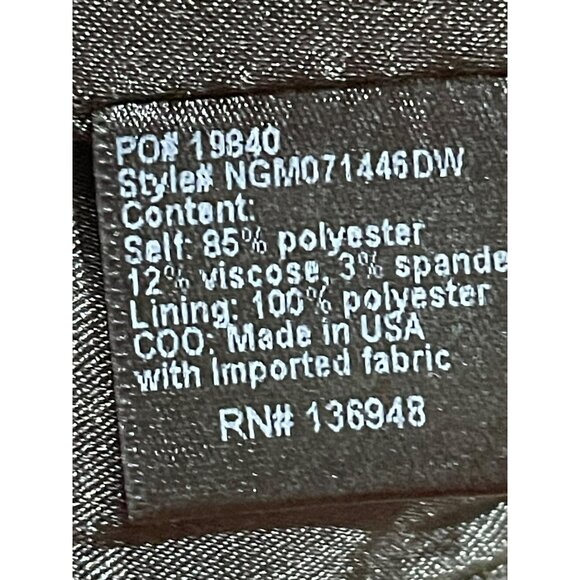 PO# 19840
Style# NGM071446DW
Content:
Self: 85% polyester
12% viscose, 3% spande
Lining: 100% polyester
COO: Made in USA
with Imported fabric
RN# 136948